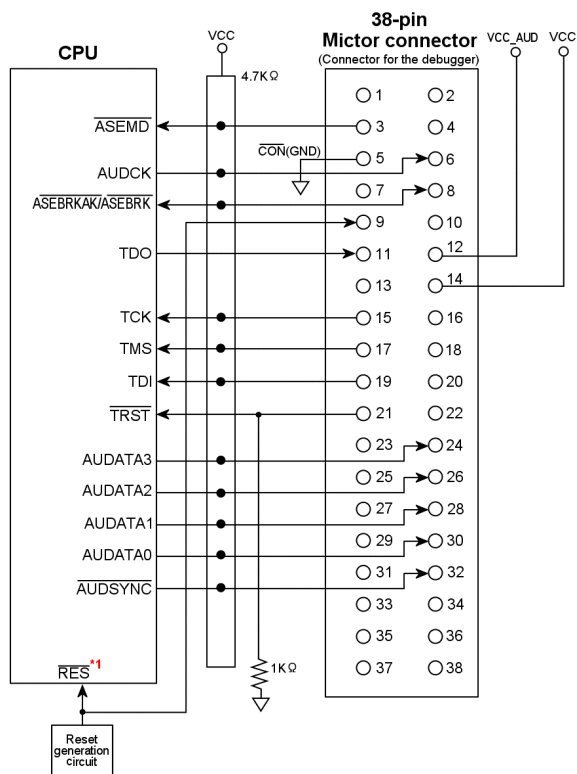 38-pin
Mictor connector
(Connector for the debugger)
VCC_AUD
VCC
CPU
VCC
4.7KΩ
1
2
ASEMD
3
4
CON(GND)
5
6
AUDCK
7
8
ASEBRKAK/ASEBRK
9
10
TDO
11
12
13
14
TCK
15
16
TMS
17
18
TDI
19
20
TRST
21
22
23
24
AUDATA3
25
26
AUDATA2
27
28
AUDATA1
29
30
AUDATA0
31
32
AUDSYNC
33
34
35
36
37
38
RES*1
1KΩ
Reset
generation
circuit